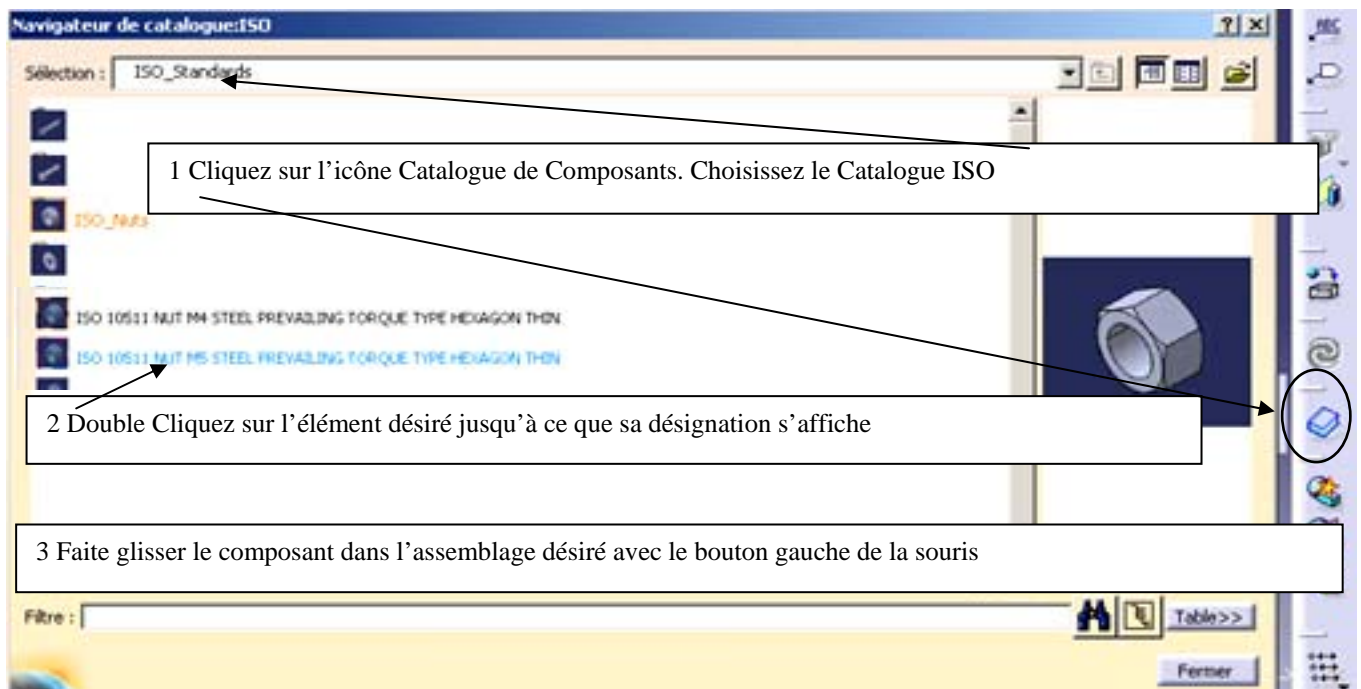 Navigateur de catalogue:ISO
ABC
Sélection : ISO_Standards
1 Cliquez sur l’icône Catalogue de Composants. Choisissez le Catalogue ISO
ISO_Nuts
ISO 10511 NUT M4 STEEL PREVAILING TORQUE TYPE HEXAGON THIN
ISO 10511 NUT M5 STEEL PREVAILING TORQUE TYPE HEXAGON THIN
2 Double Cliquez sur l’élément désiré jusqu’à ce que sa désignation s’affiche
3 Faite glisser le composant dans l’assemblage désiré avec le bouton gauche de la souris
Filtre :
Table>>
Fermer